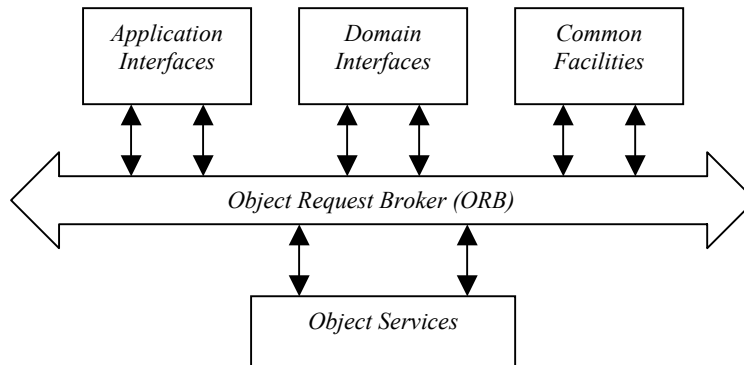 Application
Interfaces
Domain
Interfaces
Common
Facilities
Object Request Broker (ORB)
Object Services